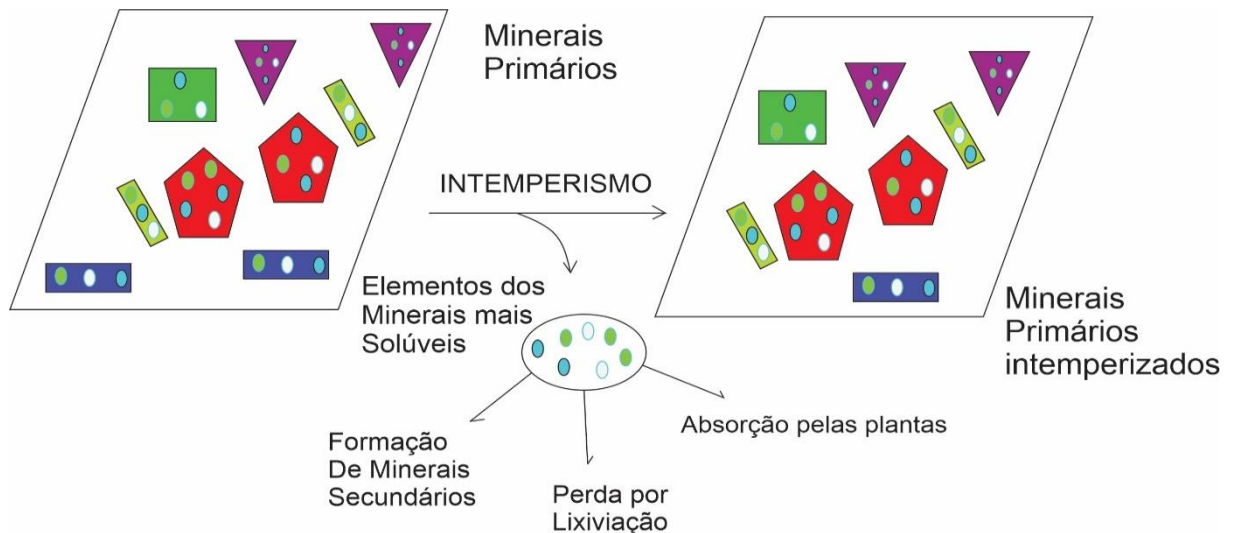 Minerais
Primários
INTEMPERISMO
Elementos dos
Minerais mais
Solúveis
Minerais
Primários
intemperizados
Absorção pelas plantas
Formação
De Minerais
Secundários
Perda por
Lixiviação